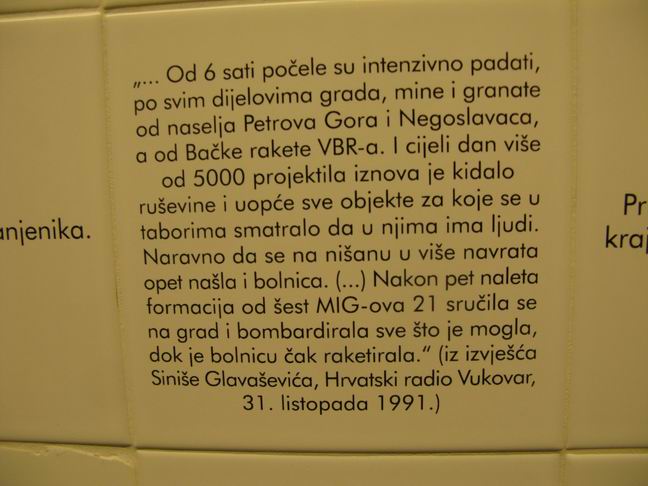 „... Od 6 sati počele su intenzivno padati,
po svim dijelovima grada, mine i granate
od naselja Petrova Gora i Negoslavaca,
a od Bačke rakete VBR-a. I cijeli dan više
od 5000 projektila iznova je kidalo
ruševine i uopće sve objekte za koje se u
taborima smatralo da u njima ima ljudi.
Naravno da se na nišanu u više navrata
opet našla i bolnica. (...) Nakon pet naleta
formacija od šest MIG-ova 21 sručila se
na grad i bombardirala sve što je mogla,
dok je bolnicu čak raketirala.“ (iz izvješća
Siniše Glavaševića, Hrvatski radio Vukovar,
31. listopada 1991.)
anjenika.
Pr
kraj